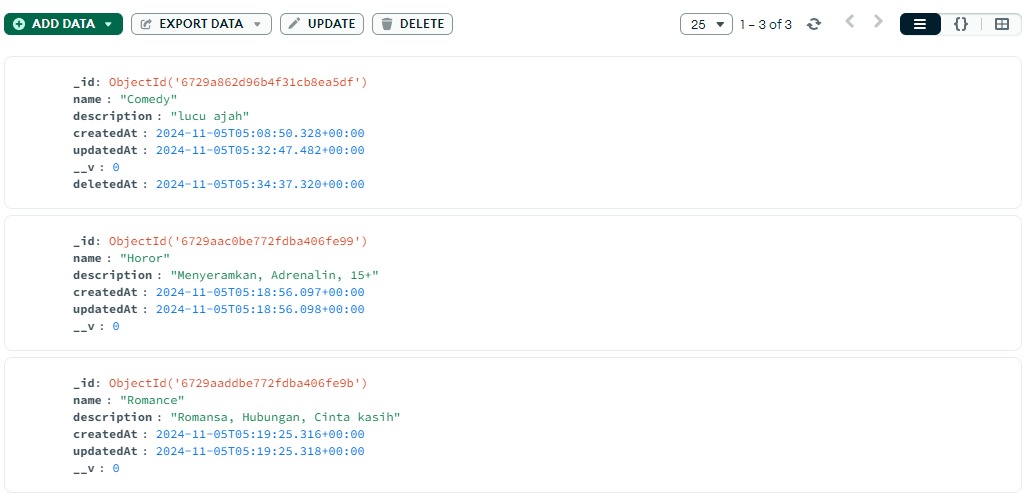 ADD DATA EXPORT DATA UPDATE DELETE 25 1 – 3 of 3 {}
_id: ObjectId('6729a862d96b4f31cb8ea5df')
name : "Comedy"
description : "lucu ajah"
createdAt : 2024-11-05T05:08:50.328+00:00
updatedAt : 2024-11-05T05:32:47.482+00:00
__v : 0
deletedAt : 2024-11-05T05:34:37.320+00:00
_id: ObjectId('6729aac0be772fdba406fe99')
name : "Horor"
description : "Menyeramkan, Adrenalin, 15+"
createdAt : 2024-11-05T05:18:56.097+00:00
updatedAt : 2024-11-05T05:18:56.098+00:00
__v : 0
_id: ObjectId('6729aaddbe772fdba406fe9b')
name : "Romance"
description : "Romansa, Hubungan, Cinta kasih"
createdAt : 2024-11-05T05:19:25.316+00:00
updatedAt : 2024-11-05T05:19:25.318+00:00
__v : 0